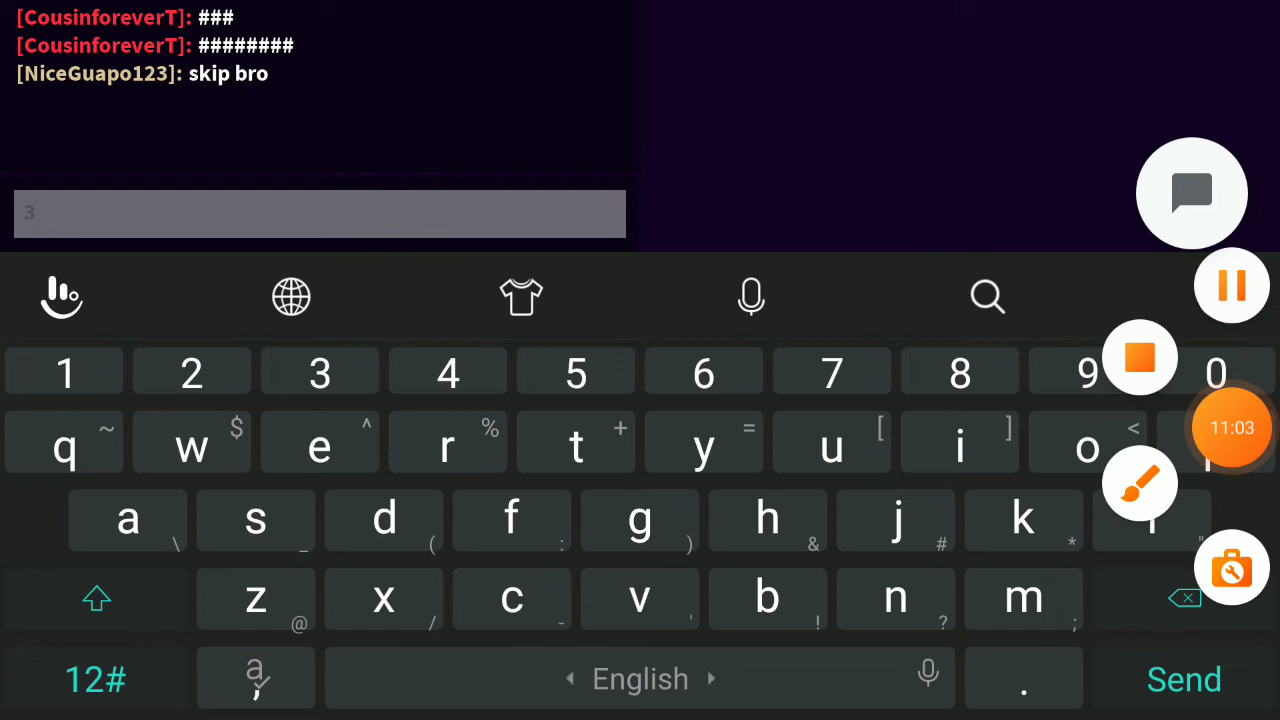 [CousinforeverT]: ###
[CousinforeverT]: ########
[NiceGuapo123]: skip bro
3
1 2 3 4 5 6 7 8 9 0
q ~ w $ e ^ r % t + y = u [ i ] o <
11:03
a \ s _ d ( f : g ) h & j # k * "
z @ x / c - v ' b ! n ? m ;
12# a , English . Send